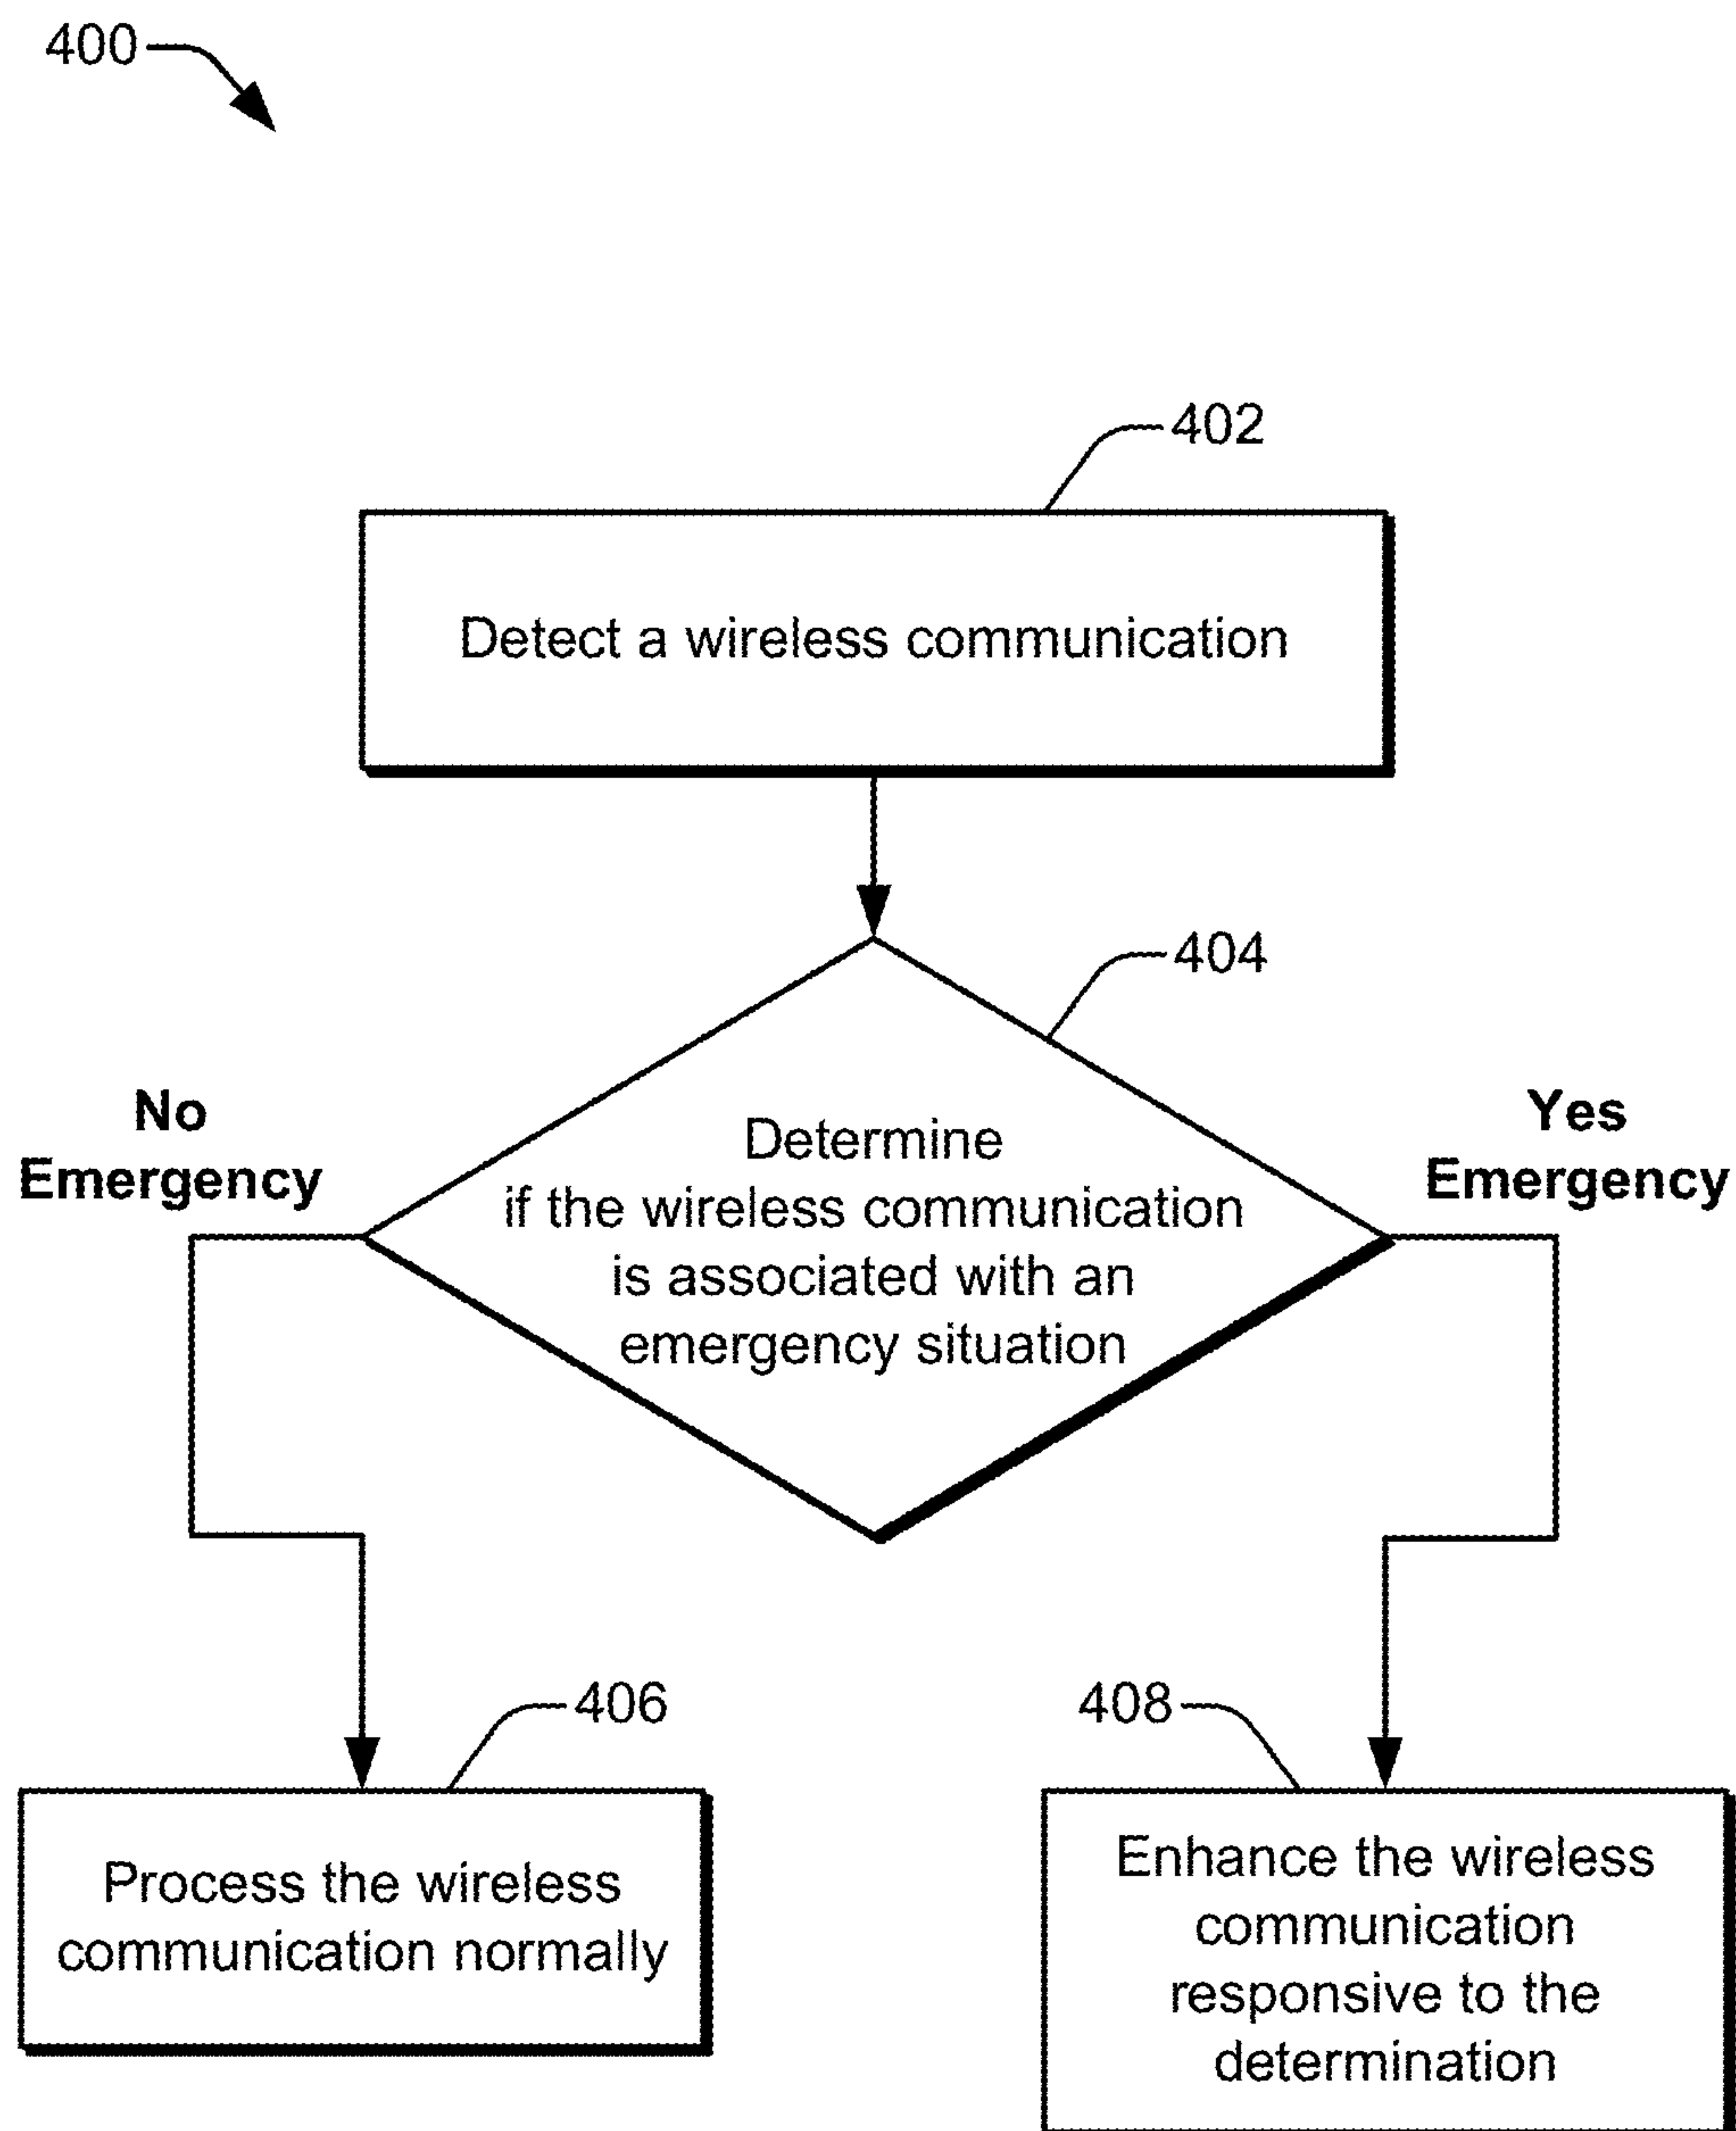 400
402
Detect a wireless communication
404
No
Emergency
Yes
Emergency
Determine
if the wireless communication
is associated with an
emergency situation
406
408
Process the wireless
communication normally
Enhance the wireless
communication
responsive to the
determination